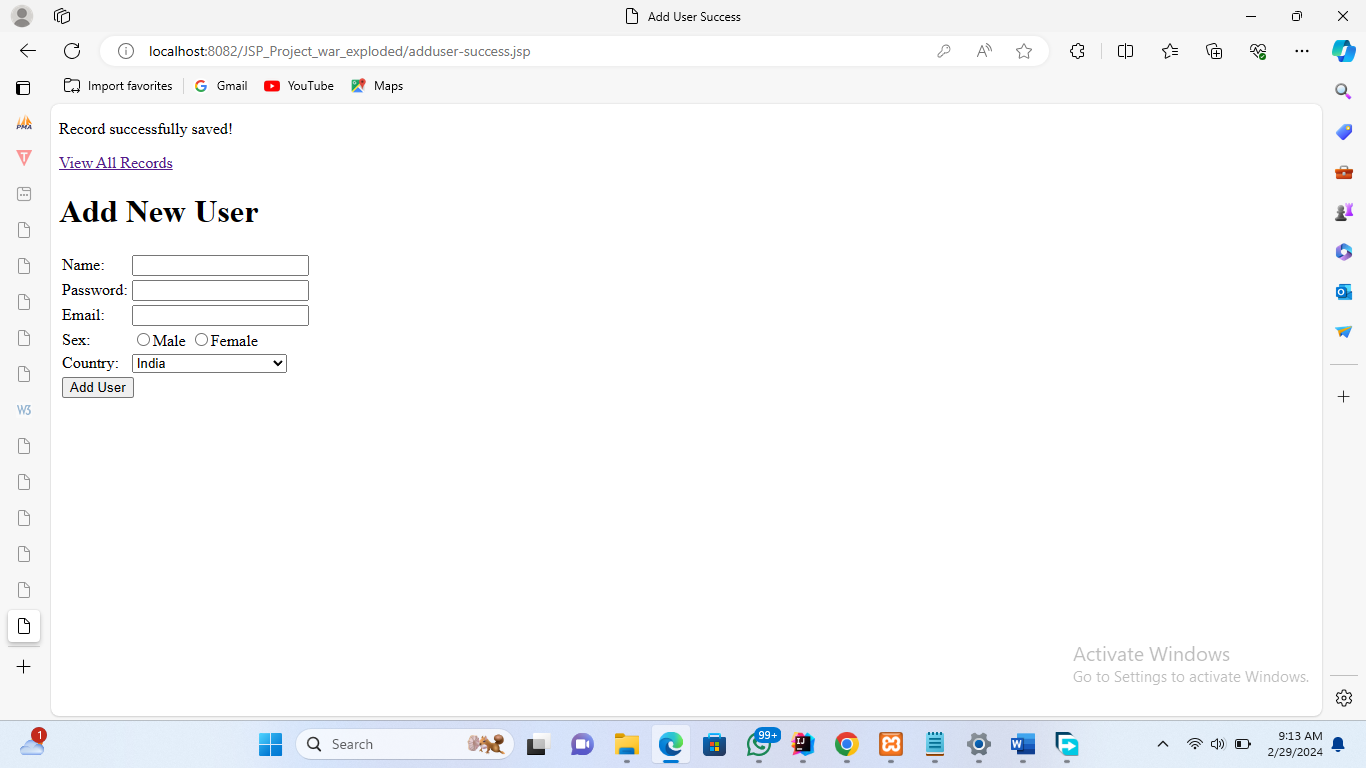 Add User Success
localhost:8082/JSP_Project_war_exploded/adduser-success.jsp
Import favorites
Gmail
YouTube
Maps
PMA
T
W3
Record successfully saved!
View All Records
Add New User
Name:
Password:
Email:
Sex: Male Female
Country: India
Add User
Activate Windows
Go to Settings to activate Windows.
1
Search
99+
IJ
W
9:13 AM
2/29/2024